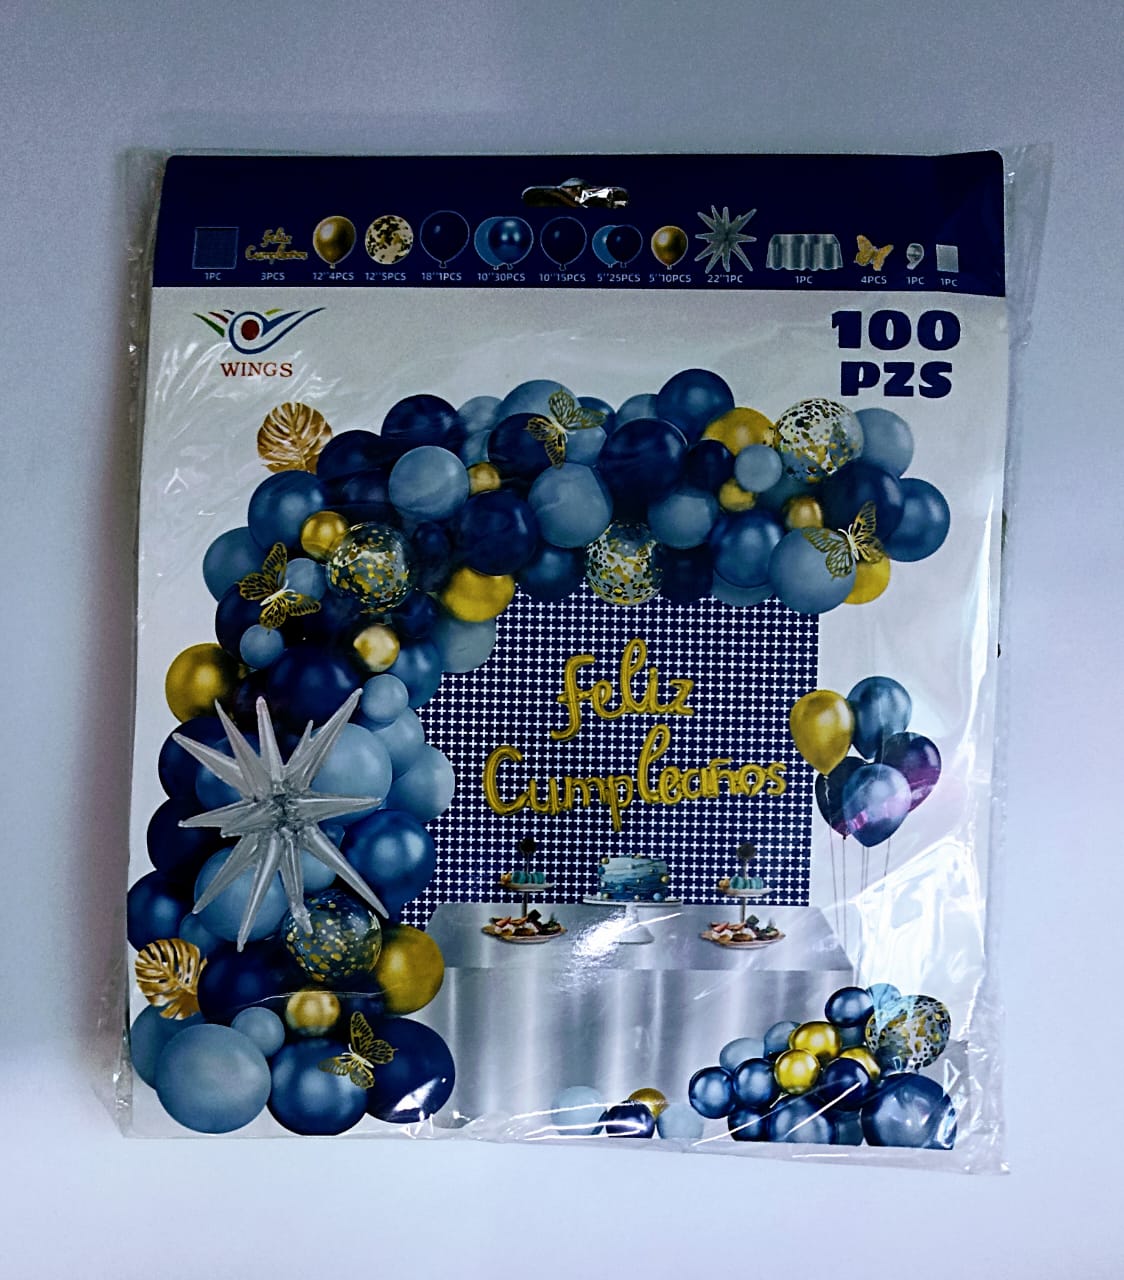 feliz
Cumpleaños
1PC 3PCS 12''4PCS 12''5PCS 18''1PCS 10''30PCS 10''15PCS 5''25PCS 5''10PCS 22''1PC 1PC 4PCS 1PC 1PC
WINGS
100
PZS
feliz
Cumpleaños